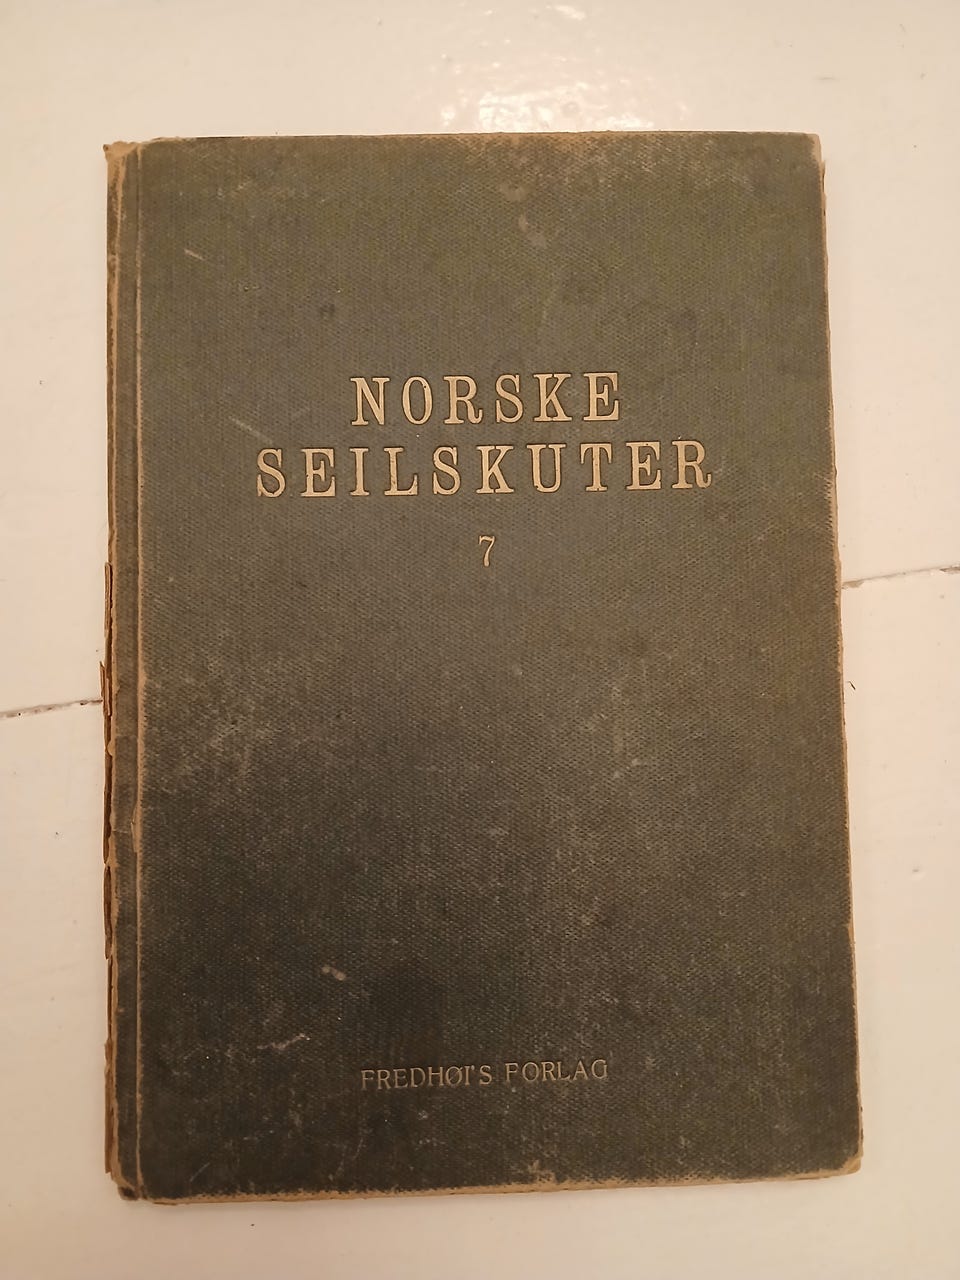 NORSKE
SEILSKUTER
7
FREDHØI'S FORLAG